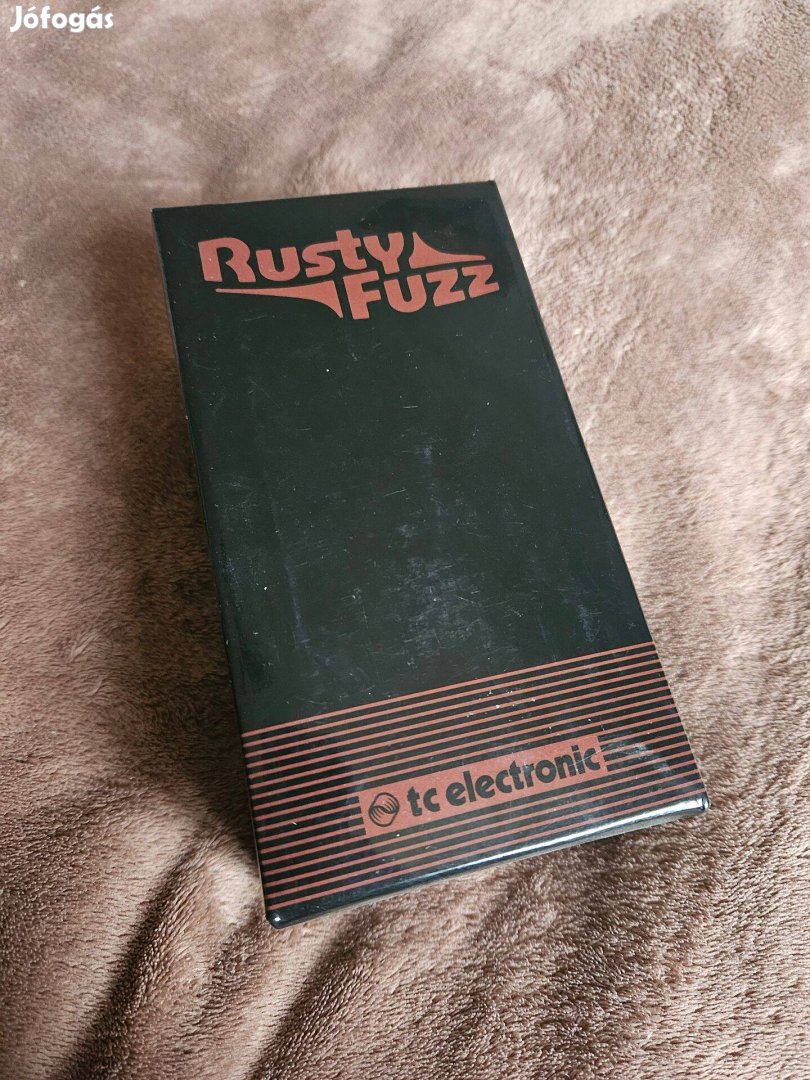 Jófogás
Rusty
Fuzz
tc electronic